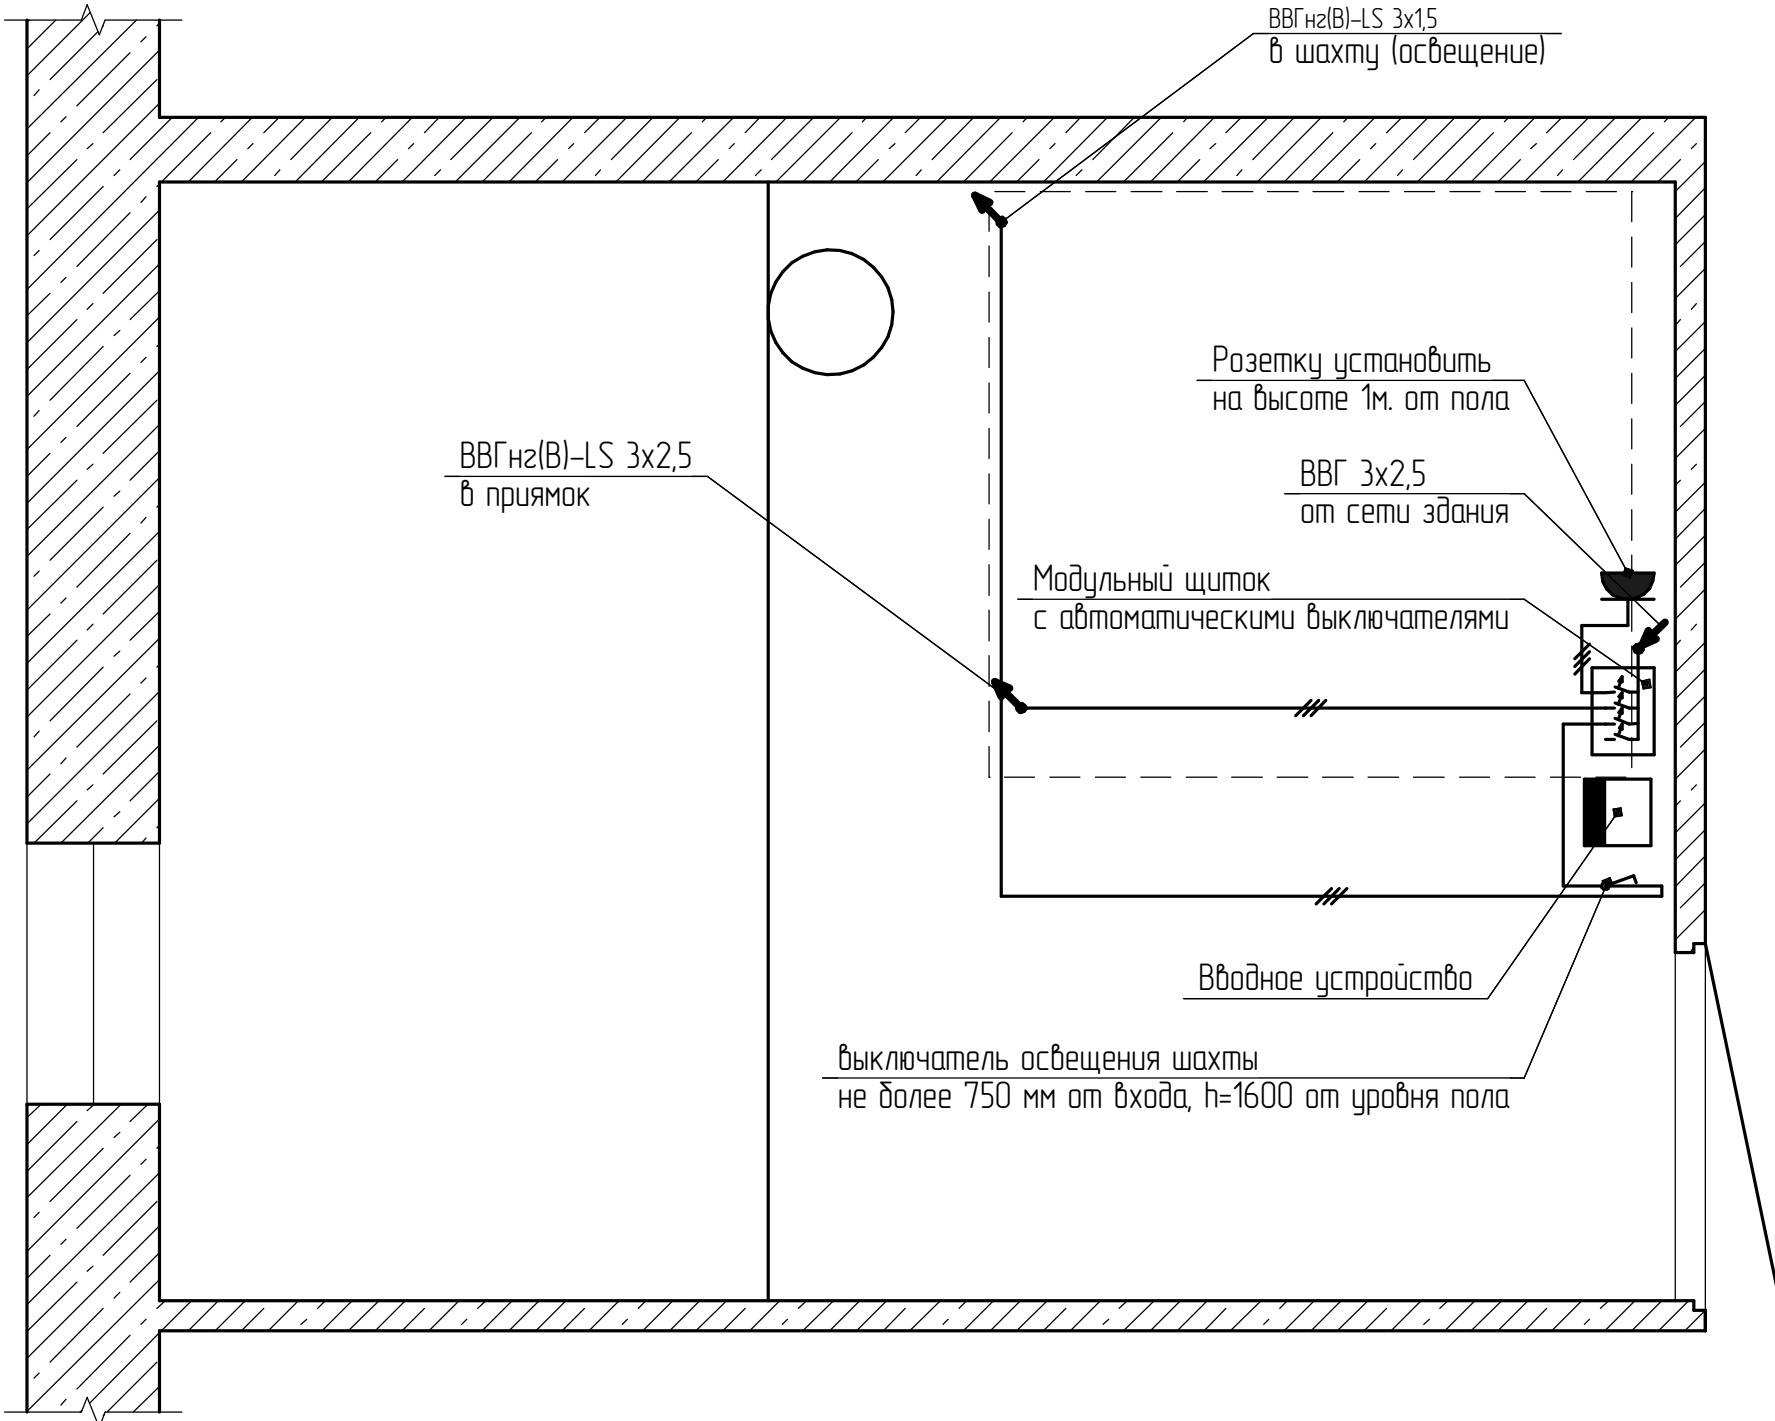 ВВГнг(В)-LS 3х1,5
в шахту (освещение)
Розетку установить
на высоте 1м. от пола
ВВГнг(В)-LS 3х2,5
в приямок
ВВГ 3х2,5
от сети здания
Модульный щиток
с автоматическими выключателями
Вводное устройство
выключатель освещения шахты
не более 750 мм от входа, h=1600 от уровня пола